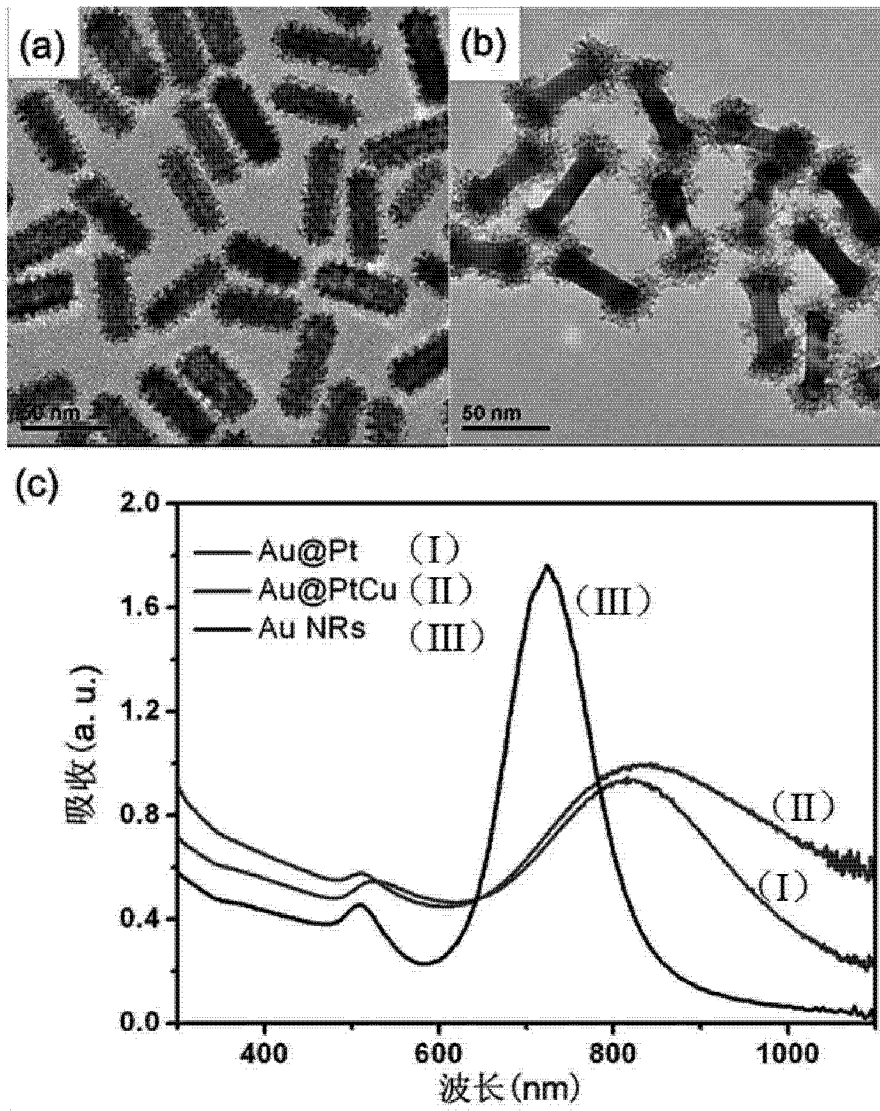 (a)
(b)
50 nm
50 nm
(c)
2.0
1.6
1.2
0.8
0.4
0.0
吸收(a. u.)
Au@Pt (I)
Au@PtCu (II)
Au NRs (III)
(III)
(II)
(I)
400
600
800
1000
波长(nm)